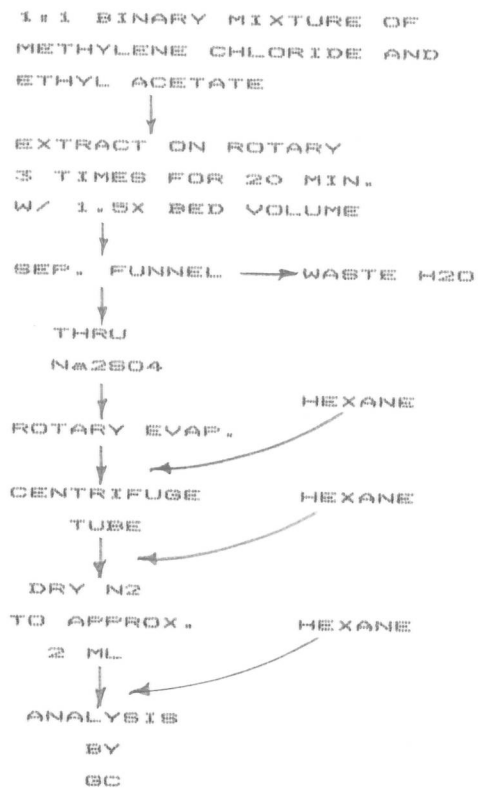 1:1 BINARY MIXTURE OF
METHYLENE CHLORIDE AND
ETHYL ACETATE
EXTRACT ON ROTARY
3 TIMES FOR 20 MIN.
W/ 1.5X BED VOLUME
SEP. FUNNEL
WASTE H2O
THRU
Na2SO4
HEXANE
ROTARY EVAP.
CENTRIFUGE
TUBE
HEXANE
DRY N2
TO APPROX.
2 ML
HEXANE
ANALYSIS
BY
GC